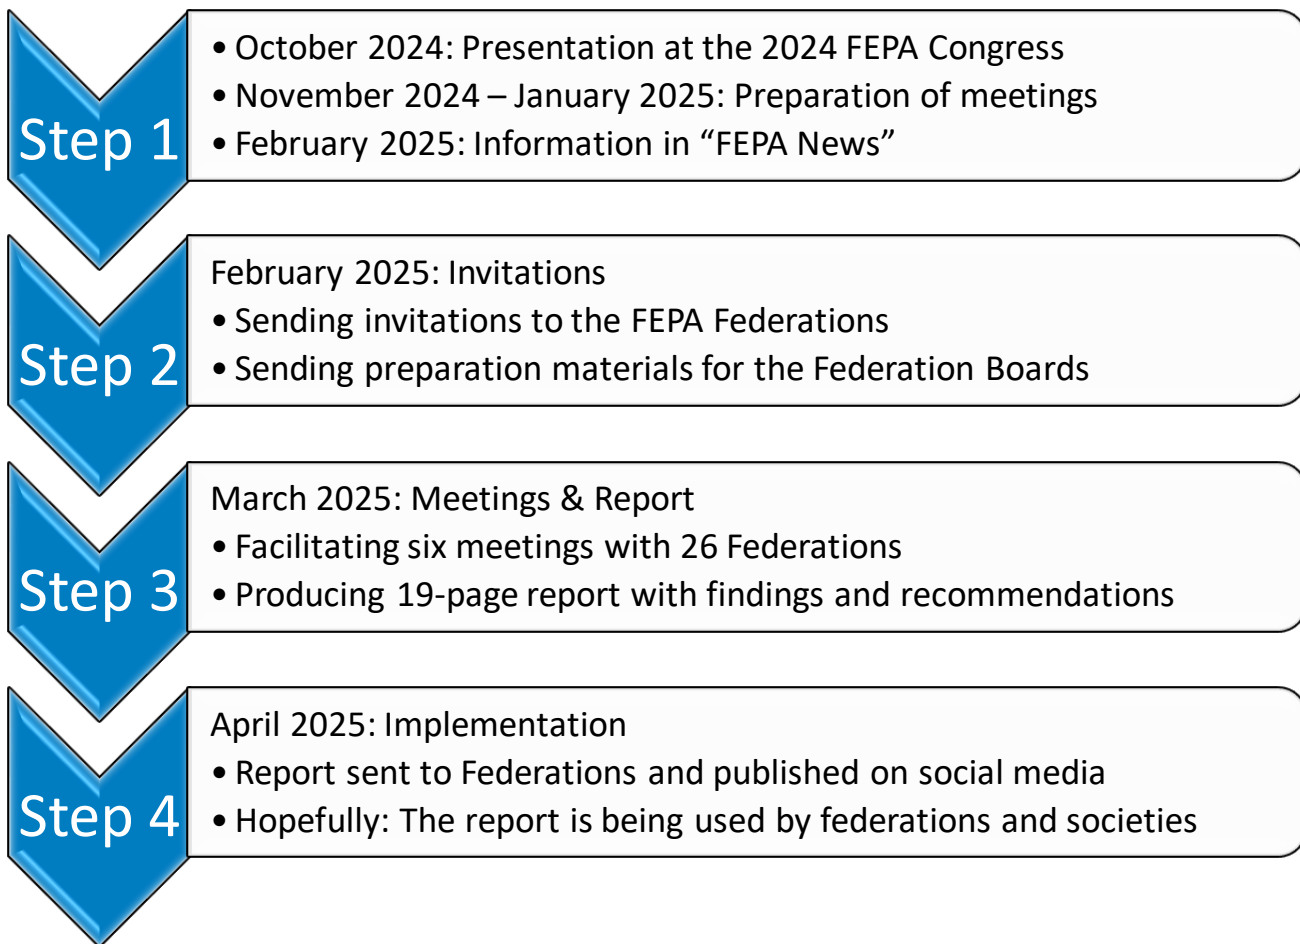 Step 1
• October 2024: Presentation at the 2024 FEPA Congress
• November 2024 – January 2025: Preparation of meetings
• February 2025: Information in “FEPA News”
Step 2
February 2025: Invitations
• Sending invitations to the FEPA Federations
• Sending preparation materials for the Federation Boards
Step 3
March 2025: Meetings & Report
• Facilitating six meetings with 26 Federations
• Producing 19-page report with findings and recommendations
Step 4
April 2025: Implementation
• Report sent to Federations and published on social media
• Hopefully: The report is being used by federations and societies